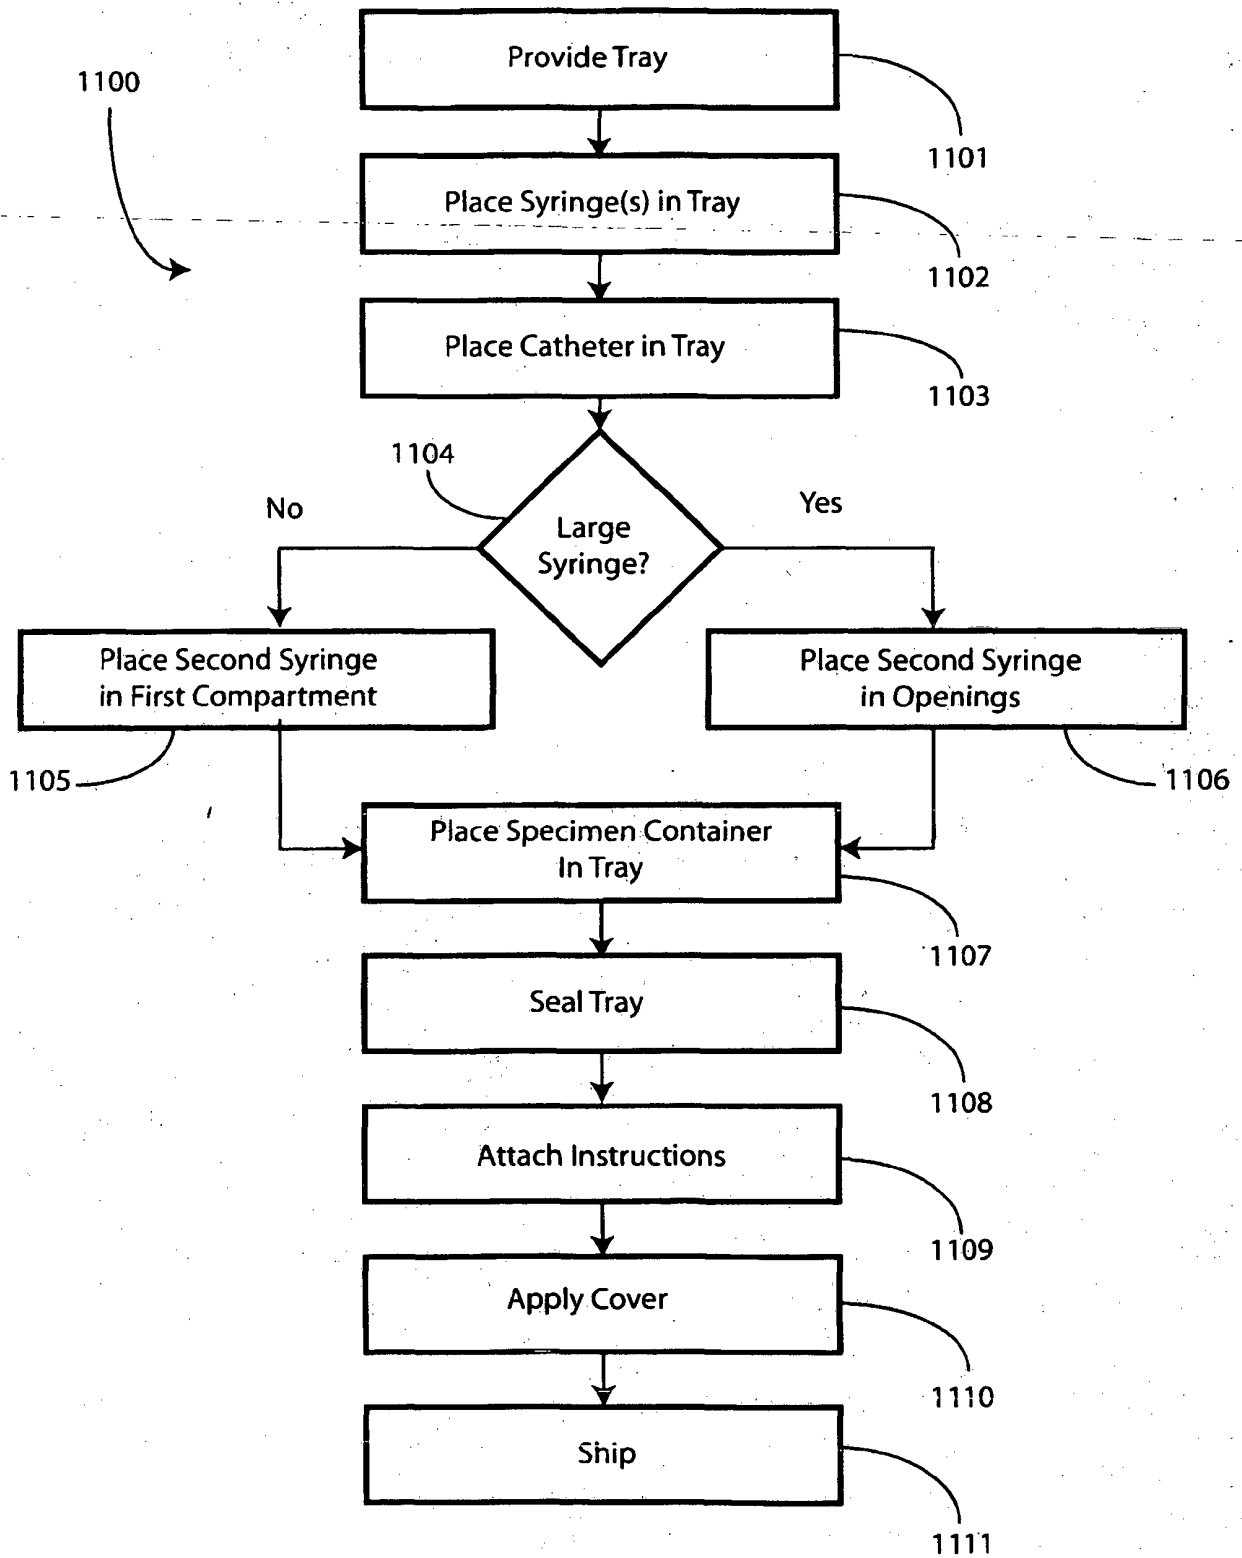 Provide Tray
1100
1101
Place Syringe(s) in Tray
1102
Place Catheter in Tray
1103
1104
No
Yes
Large
Syringe?
Place Second Syringe
in First Compartment
Place Second Syringe
in Openings
1105
1106
Place Specimen Container
In Tray
1107
Seal Tray
1108
Attach Instructions
1109
Apply Cover
1110
Ship
1111